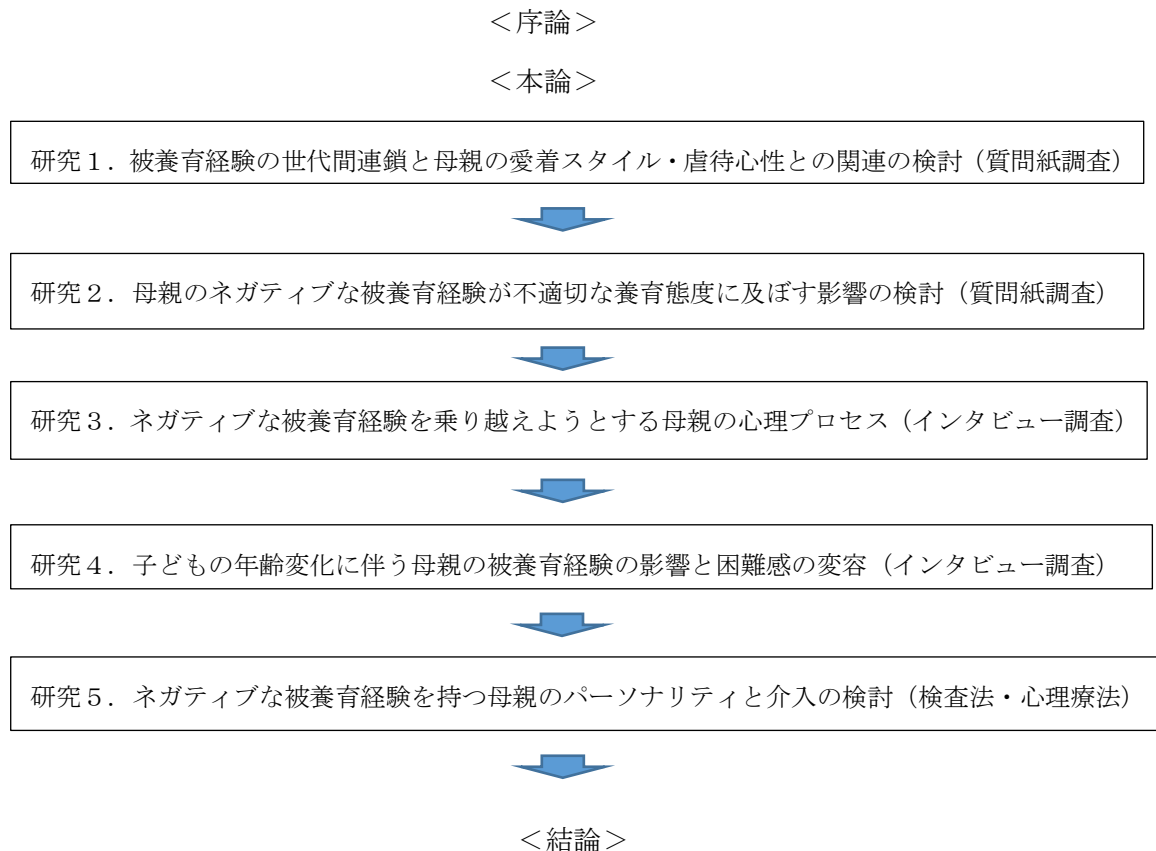 ＜序論＞
＜本論＞
研究１．被養育経験の世代間連鎖と母親の愛着スタイル・虐待心性との関連の検討（質問紙調査）
研究２．母親のネガティブな被養育経験が不適切な養育態度に及ぼす影響の検討（質問紙調査）
研究３．ネガティブな被養育経験を乗り越えようとする母親の心理プロセス（インタビュー調査）
研究４．子どもの年齢変化に伴う母親の被養育経験の影響と困難感の変容（インタビュー調査）
研究５．ネガティブな被養育経験を持つ母親のパーソナリティと介入の検討（検査法・心理療法）
＜結論＞